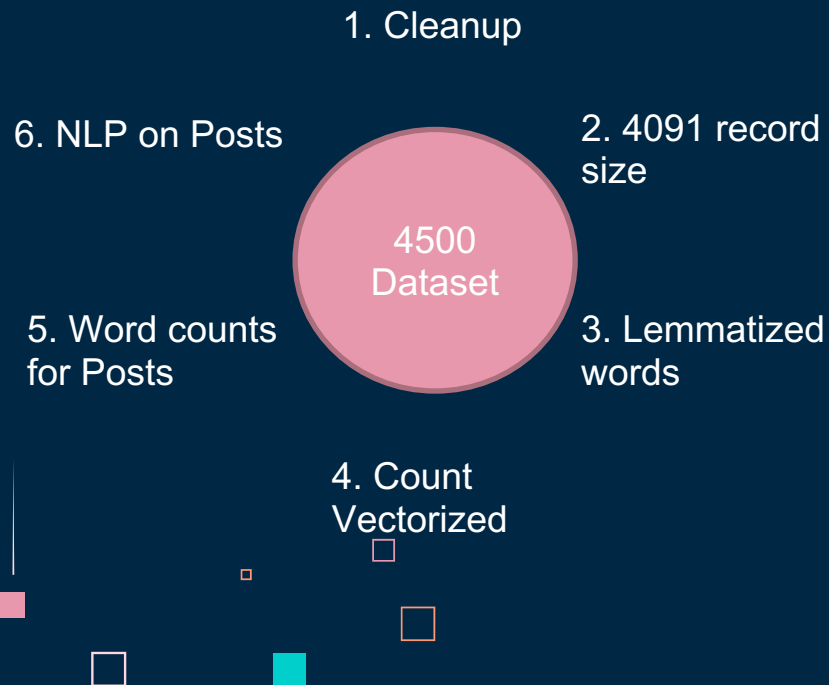 1. Cleanup
2. 4091 record
size
3. Lemmatized
words
4. Count
Vectorized
5. Word counts
for Posts
6. NLP on Posts
4500
Dataset